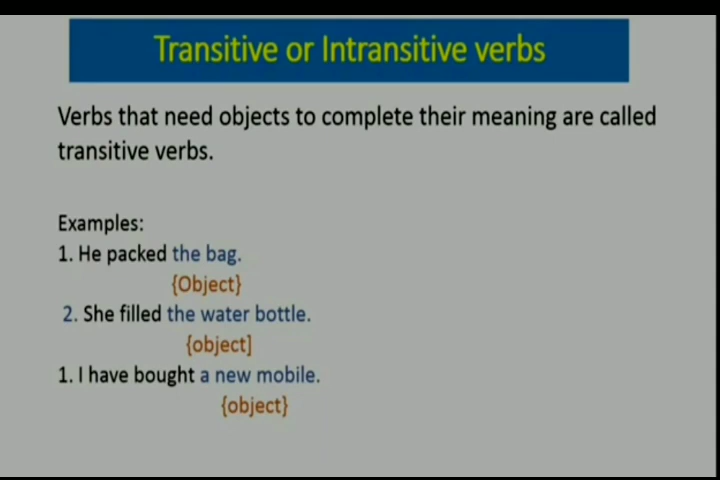 Transitive or Intransitive verbs
Verbs that need objects to complete their meaning are called
transitive verbs.
Examples:
1. He packed the bag.
{Object}
2. She filled the water bottle.
{object]
1. I have bought a new mobile.
{object}